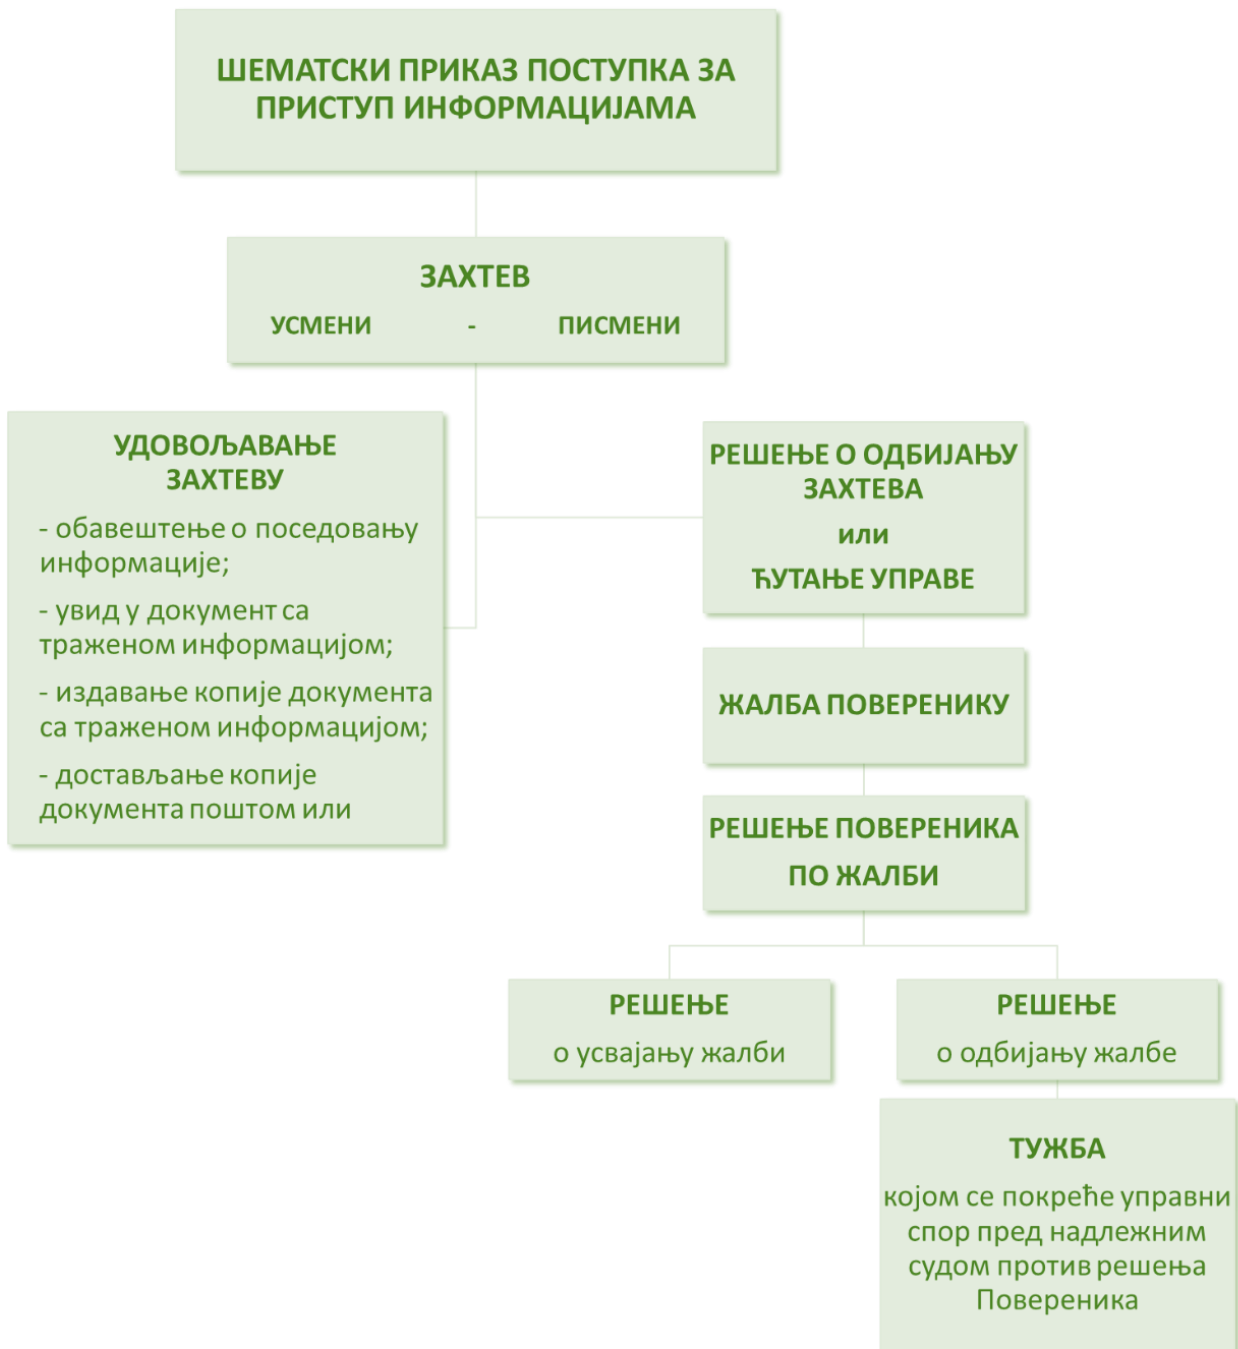 ШЕМАТСКИ ПРИКАЗ ПОСТУПКА ЗА
ПРИСТУП ИНФОРМАЦИЈАМА
ЗАХТЕВ
УСМЕНИ - ПИСМЕНИ
УДОВОЉАВАЊЕ
ЗАХТЕВУ
- обавештење о поседовању
информације;
- увид у документ са
траженом информацијом;
- издавање копије документа
са траженом информацијом;
- достављање копије
документа поштом или
РЕШЕЊЕ О ОДБИЈАЊУ
ЗАХТЕВА
или
ЋУТАЊЕ УПРАВЕ
ЖАЛБА ПОВЕРЕНИКУ
РЕШЕЊЕ ПОВЕРЕНИКА
ПО ЖАЛБИ
РЕШЕЊЕ
о усвајању жалби
РЕШЕЊЕ
о одбијању жалбе
ТУЖБА
којом се покреће управни
спор пред надлежним
судом против решења
Повереника